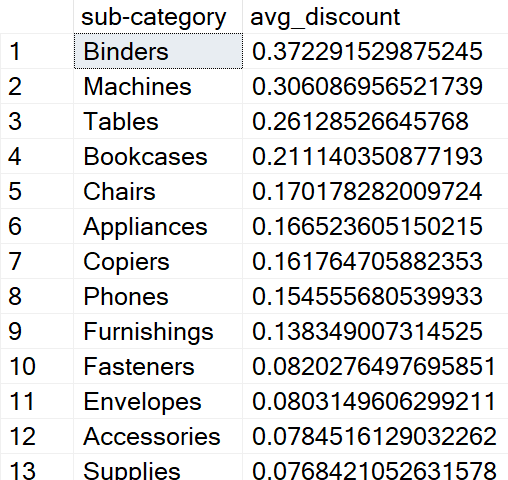 sub-category avg_discount
1 Binders 0.372291529875245
2 Machines 0.306086956521739
3 Tables 0.26128526645768
4 Bookcases 0.211140350877193
5 Chairs 0.170178282009724
6 Appliances 0.166523605150215
7 Copiers 0.161764705882353
8 Phones 0.154555680539933
9 Furnishings 0.138349007314525
10 Fasteners 0.0820276497695851
11 Envelopes 0.0803149606299211
12 Accessories 0.0784516129032262
13 Supplies 0.0768421052631578